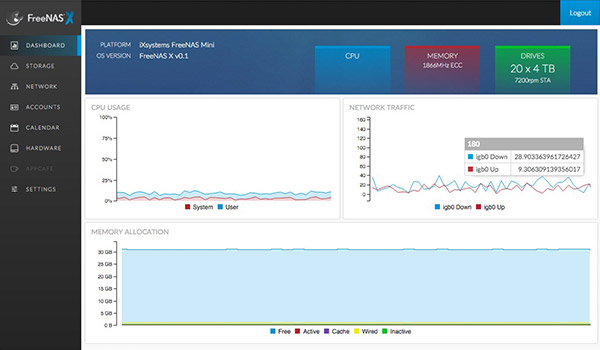 FreeNAS X
Logout
DASHBOARD
STORAGE
NETWORK
ACCOUNTS
CALENDAR
HARDWARE
APPCAFE
SETTINGS
PLATFORM iXsystems FreeNAS Mini
OS VERSION FreeNAS X v0.1
CPU
MEMORY
1866MHz ECC
DRIVES
20 x 4 TB
7200rpm STA
CPU USAGE
100%
75%
50%
25%
0.0%
System User
NETWORK TRAFFIC
160
140
120
100
80
60
40
20
0.0
180
igb0 Down 28.903363961726427
igb0 Up 9.306309139356017
igb0 Down igb0 Up
MEMORY ALLOCATION
30 GB
25 GB
20 GB
15 GB
10 GB
5 GB
0.0 GB
Free Active Cache Wired Inactive